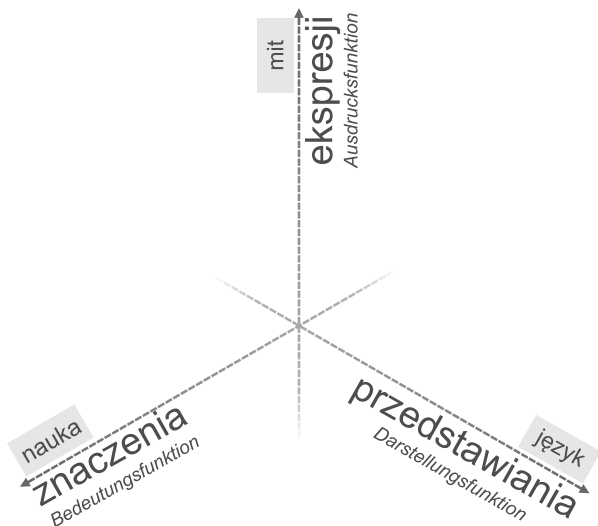 mit
ekspresji
Ausdrucksfunktion
nauka
znaczenia
Bedeutungsfunktion
przedstawiania
Darstellungsfunktion
język